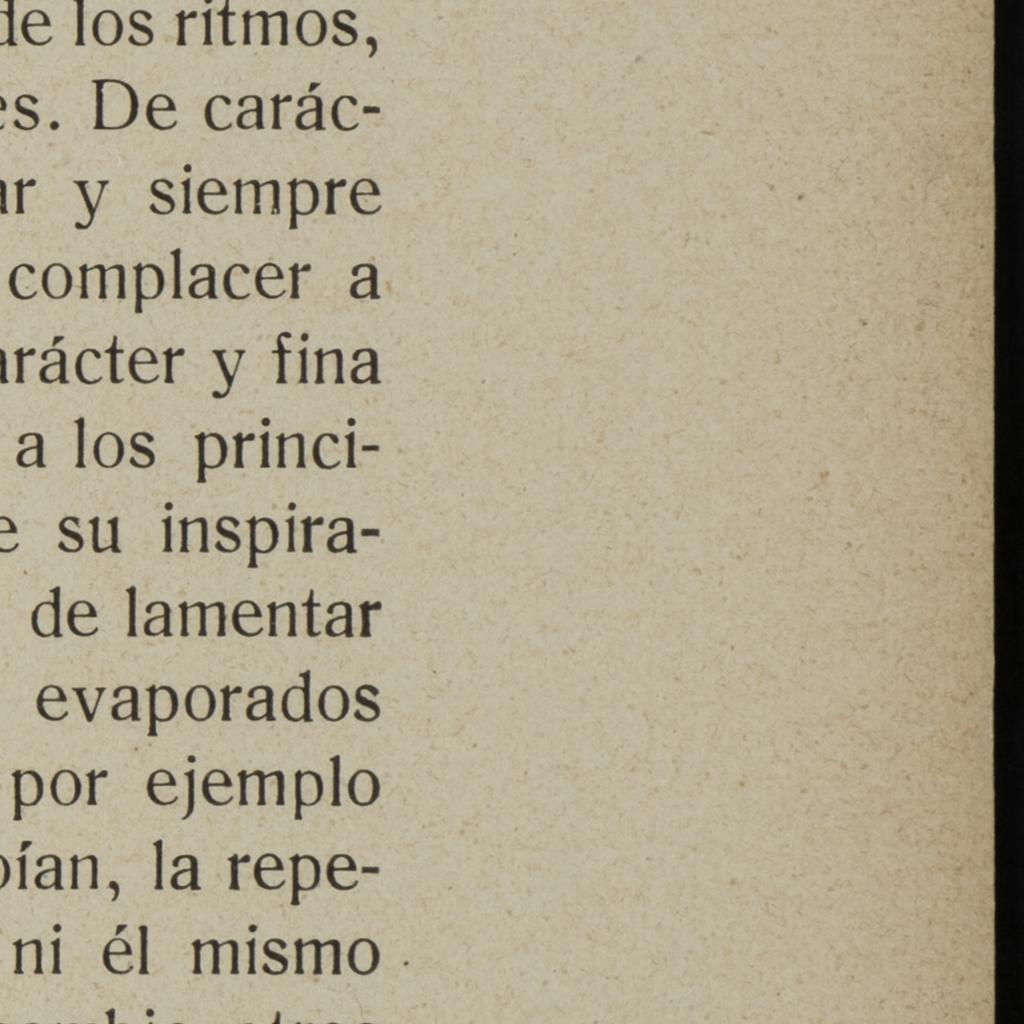 de los ritmos,
es. De carác-
ar y siempre
complacer a
arácter y fina
a los princi-
e su inspira-
de lamentar
evaporados
por ejemplo
bían, la repe-
ni él mismo